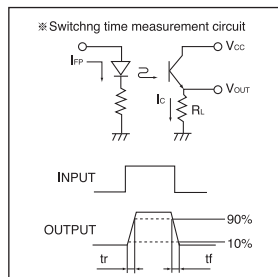 ※Switchng time measurement circuit
IFP
VCC
VOUT
IC
RL
INPUT
OUTPUT
90%
10%
tr
tf